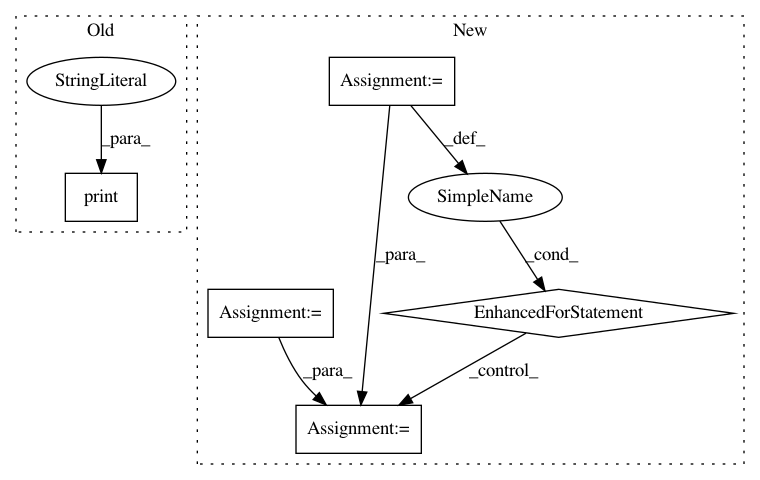 Old
New
StringLiteral
Assignment:=
_para_
_def_
print
SimpleName
_para_
_cond_
Assignment:=
EnhancedForStatement
_para_
_control_
Assignment:=